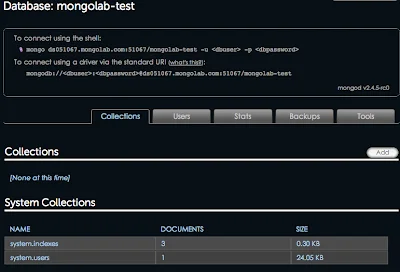 Database: mongolab-test
To connect using the shell:
% mongo ds051067.mongolab.com:51067/mongolab-test -u <dbuser> -p <dbpassword>
To connect using a driver via the standard URI (what's this?):
mongodb://<dbuser>:<dbpassword>@ds051067.mongolab.com:51067/mongolab-test
mongod v2.4.5-rc0
Collections Users Stats Backups Tools
Collections Add
[None at this time]
System Collections
NAME DOCUMENTS SIZE
system.indexes 3 0.30 KB
system.users 1 24.05 KB